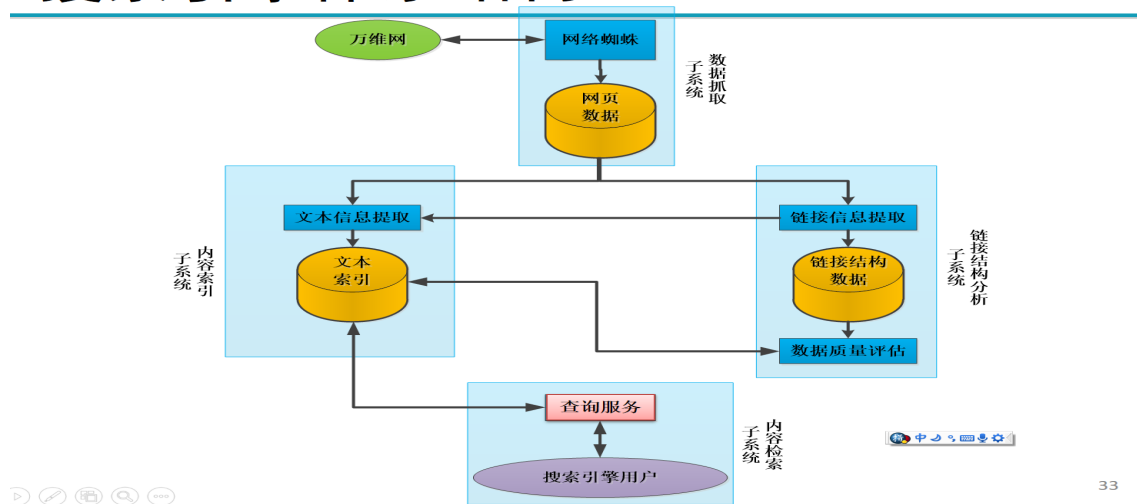 万维网
网络蜘蛛
网页
数据
数据抓取
子系统
文本信息提取
链接信息提取
文本
索引
内容索引
子系统
链接结构
数据
链接结构分析
子系统
数据质量评估
查询服务
搜索引擎用户
内容检索
子系统
中
33